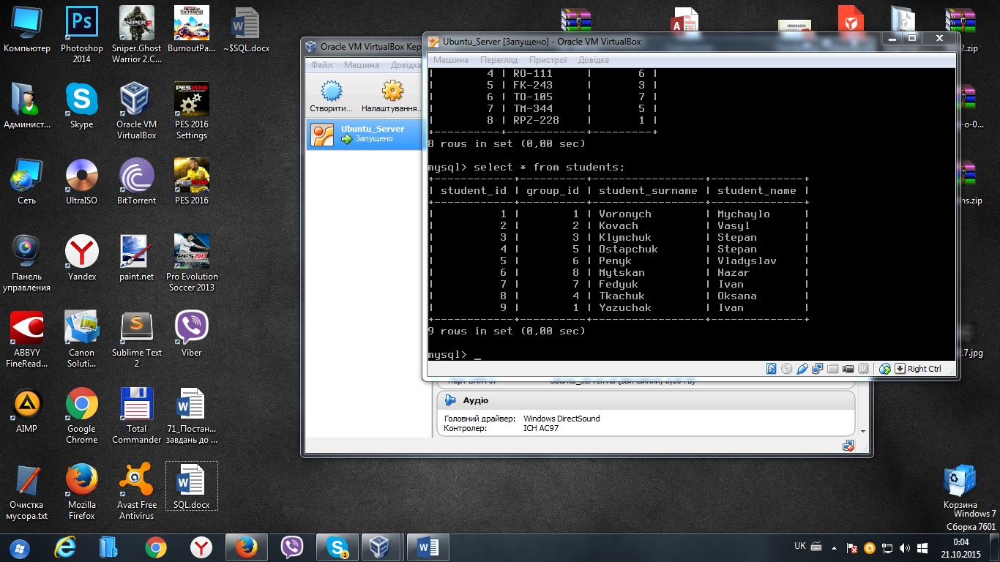 Компьютер
Photoshop 2014
Sniper.Ghost Warrior 2.C...
BurnoutPa...
~$SQL.docx
Админист...
Skype
Oracle VM VirtualBox
PES 2016 Settings
Сеть
UltraISO
BitTorrent
PES 2016
Панель управления
Yandex
paint.net
Pro Evolution Soccer 2013
ABBYY FineRead...
Canon Soluti...
Sublime Text 2
Viber
AIMP
Google Chrome
Total Commander
71_Постан... завдань до ...
Очистка мусора.txt
Mozilla Firefox
Avast Free Antivirus
SQL.docx
Oracle VM VirtualBox Кер
Файл Машина Довідка
Створити... Налаштування...
Ubuntu_Server
Запущено
Ubuntu_Server [Запущено] - Oracle VM VirtualBox
Машина Перегляд Пристрої Довідка
| 4 | RO-111 | 6 |
| 5 | FK-243 | 3 |
| 6 | TO-105 | 7 |
| 7 | TM-344 | 5 |
| 8 | RPZ-228 | 1 |
+-----------+------------+----------+
8 rows in set (0,00 sec)
mysql> select * from students;
+------------+----------+-----------------+--------------+
| student_id | group_id | student_surname | student_name |
+------------+----------+-----------------+--------------+
| 1 | 1 | Voronych | Mychaylo |
| 2 | 2 | Kovach | Vasyl |
| 3 | 3 | Klymchuk | Stepan |
| 4 | 5 | Ostapchuk | Stepan |
| 5 | 6 | Penyk | Vladyslav |
| 6 | 8 | Mytskan | Nazar |
| 7 | 7 | Fedyuk | Ivan |
| 8 | 4 | Tkachuk | Oksana |
| 9 | 1 | Yazuchak | Ivan |
+------------+----------+-----------------+--------------+
9 rows in set (0,00 sec)
mysql> _
Right Ctrl
Аудіо
Головний драйвер: Windows DirectSound
Контролер: ICH AC97
2.zip
-o-0...
ns.zip
17.jpg
Корзина
Windows 7
Сборка 7601
UK
0:04
21.10.2015